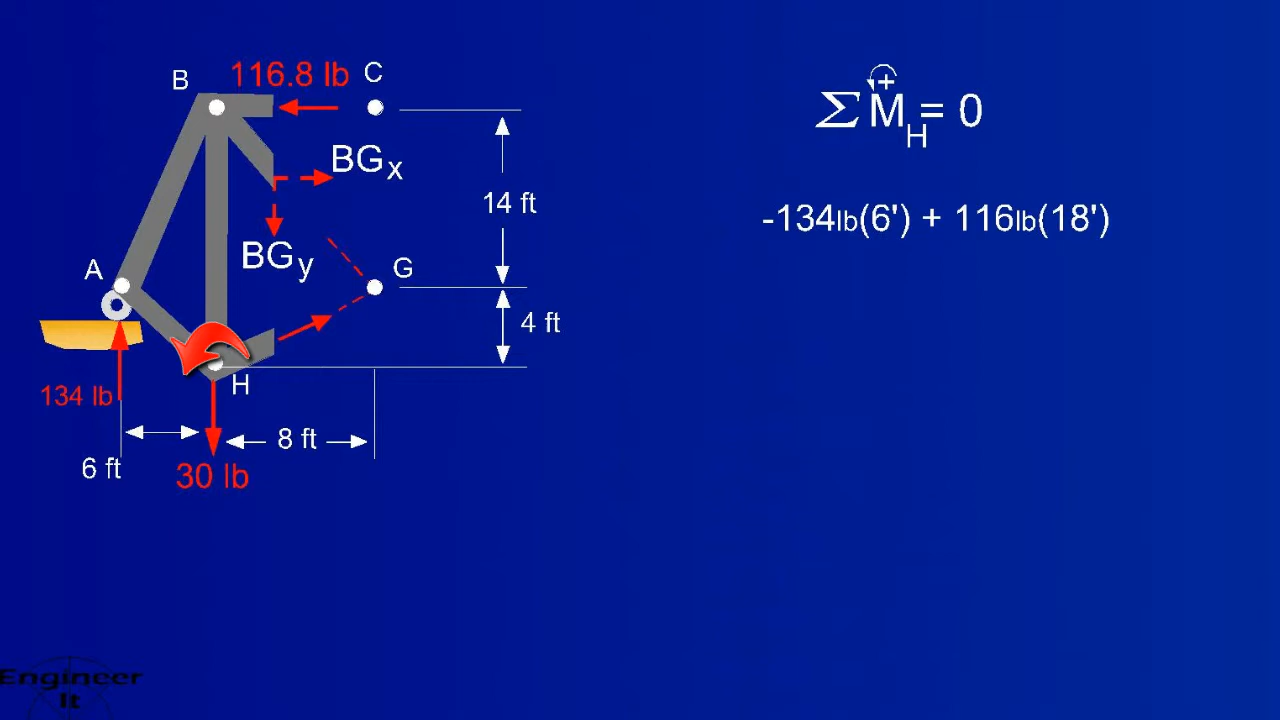 B
116.8 lb
C
BGx
14 ft
BGy
A
G
4 ft
H
134 lb
8 ft
6 ft
30 lb
ΣM_H = 0
+
-134lb(6') + 116lb(18')
Engineer
It